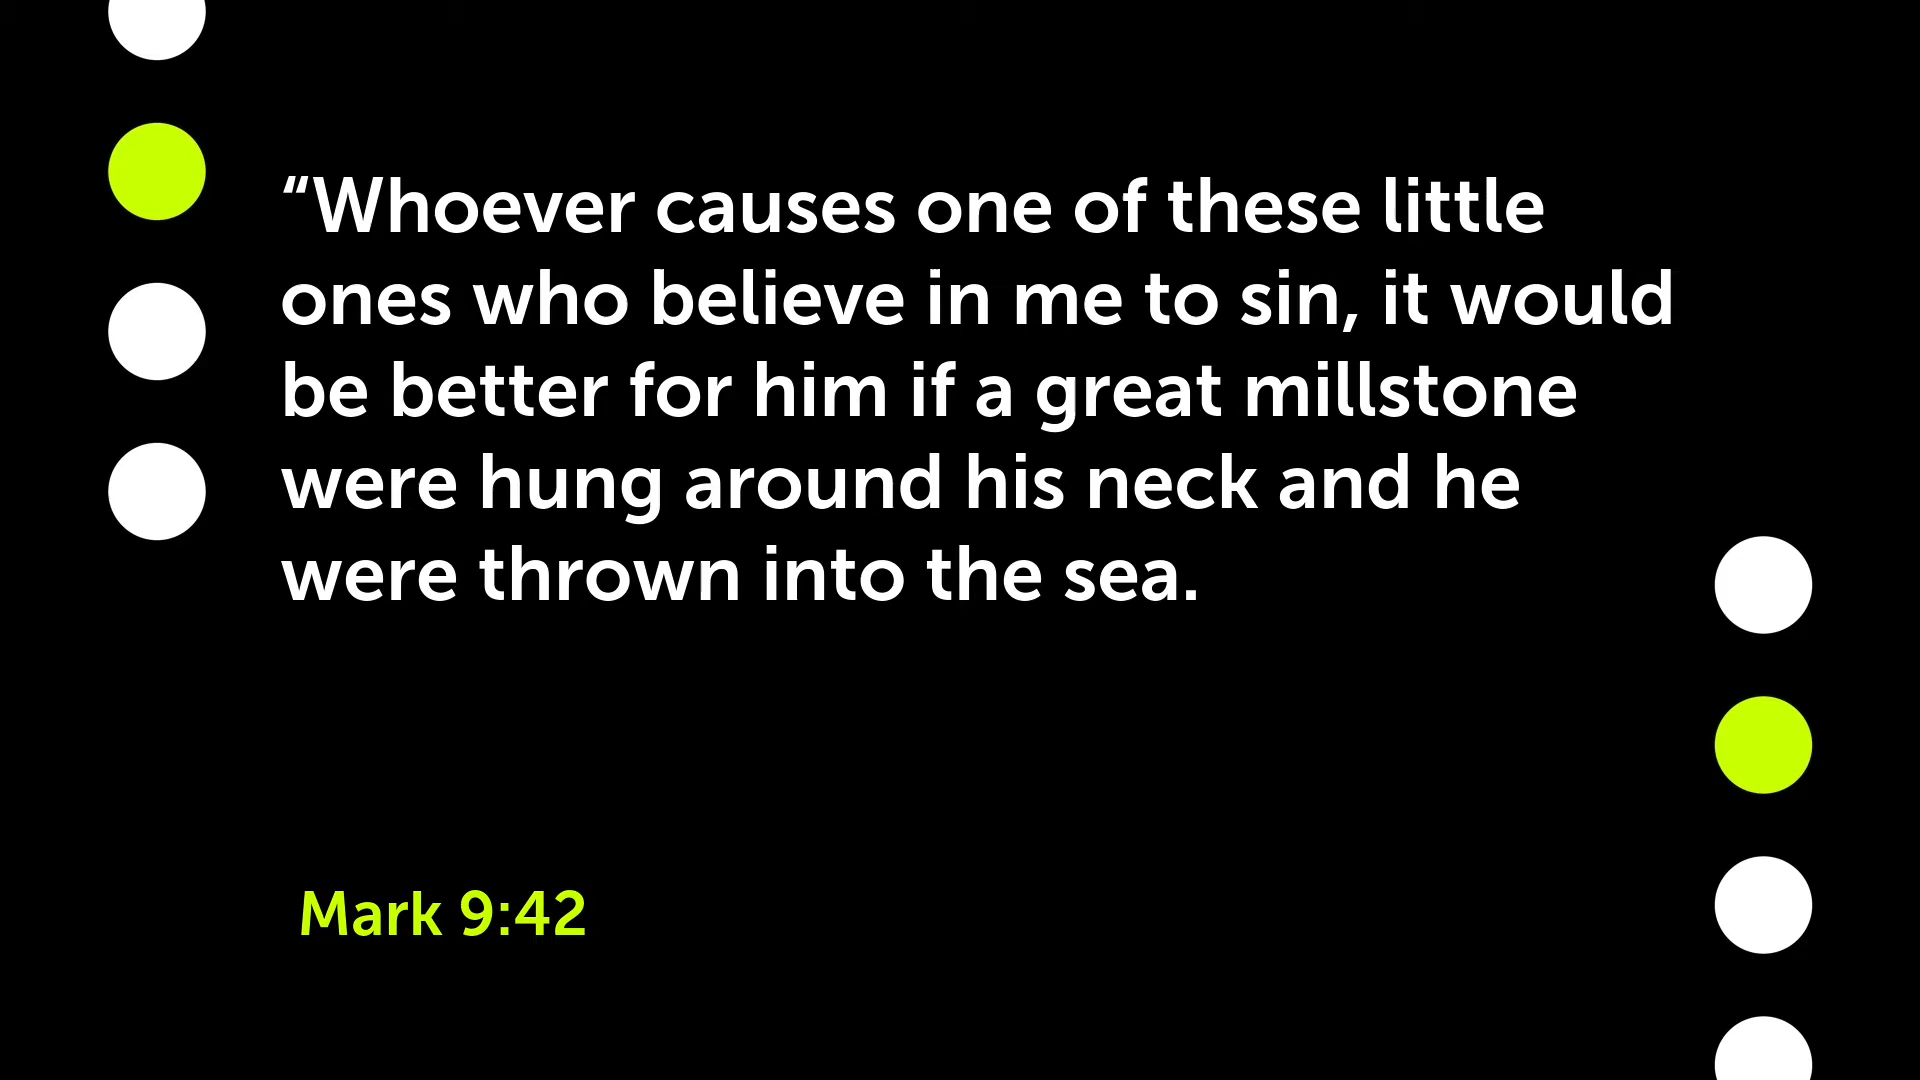 “Whoever causes one of these little
ones who believe in me to sin, it would
be better for him if a great millstone
were hung around his neck and he
were thrown into the sea.
Mark 9:42